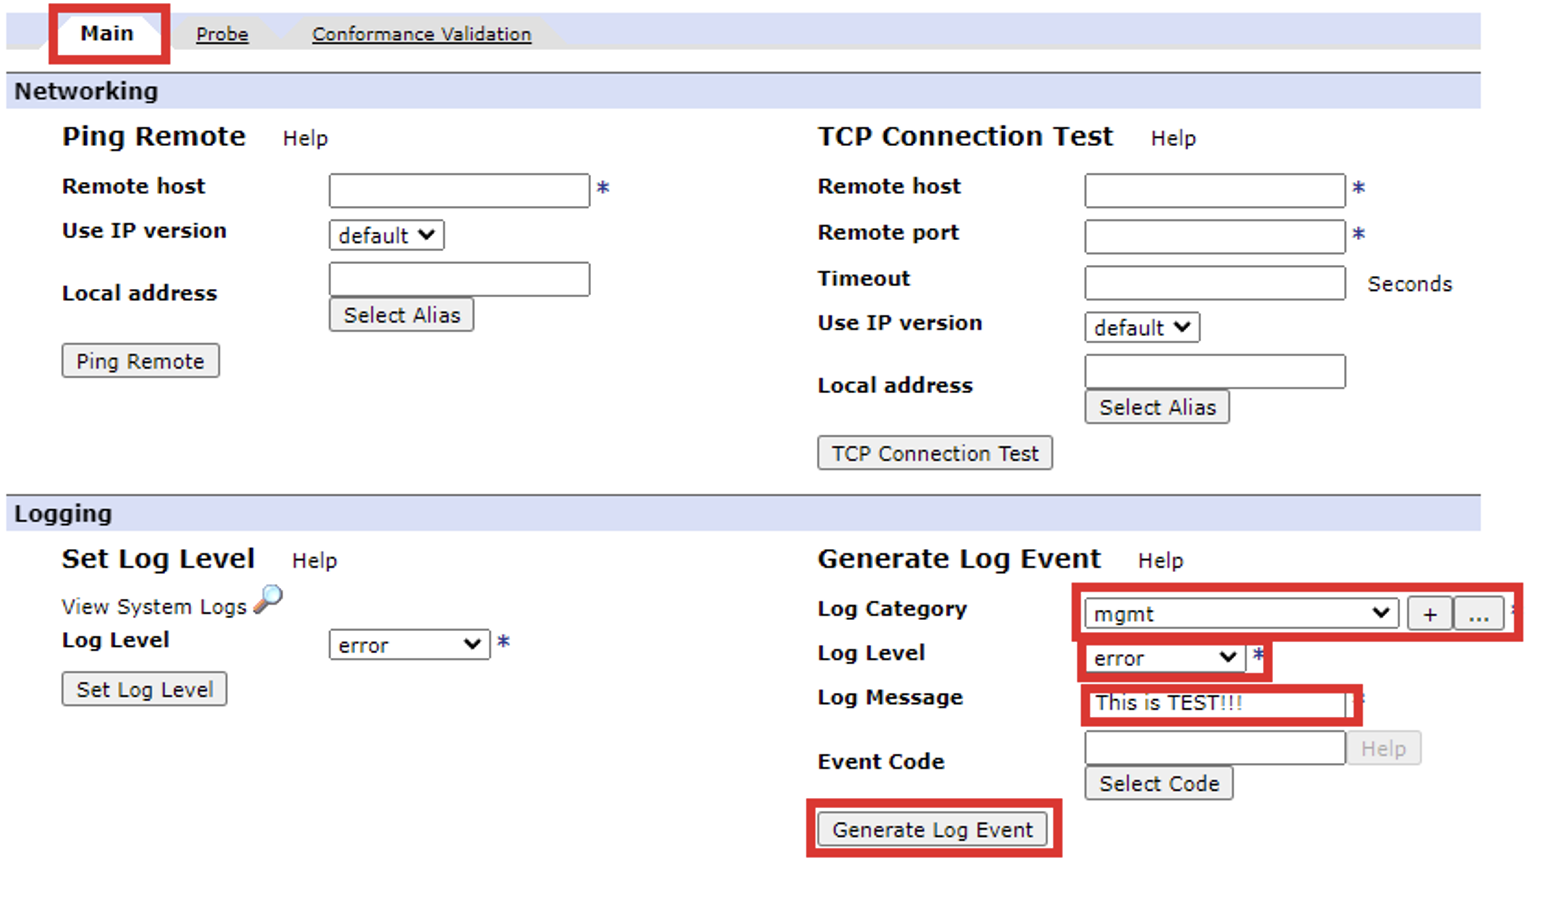 Main Probe Conformance Validation
Networking
Ping Remote Help
Remote host *
Use IP version default
Local address
Select Alias
Ping Remote
TCP Connection Test Help
Remote host *
Remote port *
Timeout Seconds
Use IP version default
Local address
Select Alias
TCP Connection Test
Logging
Set Log Level Help
View System Logs
Log Level error *
Set Log Level
Generate Log Event Help
Log Category mgmt + ... *
Log Level error *
Log Message This is TEST!!! *
Event Code Help
Select Code
Generate Log Event